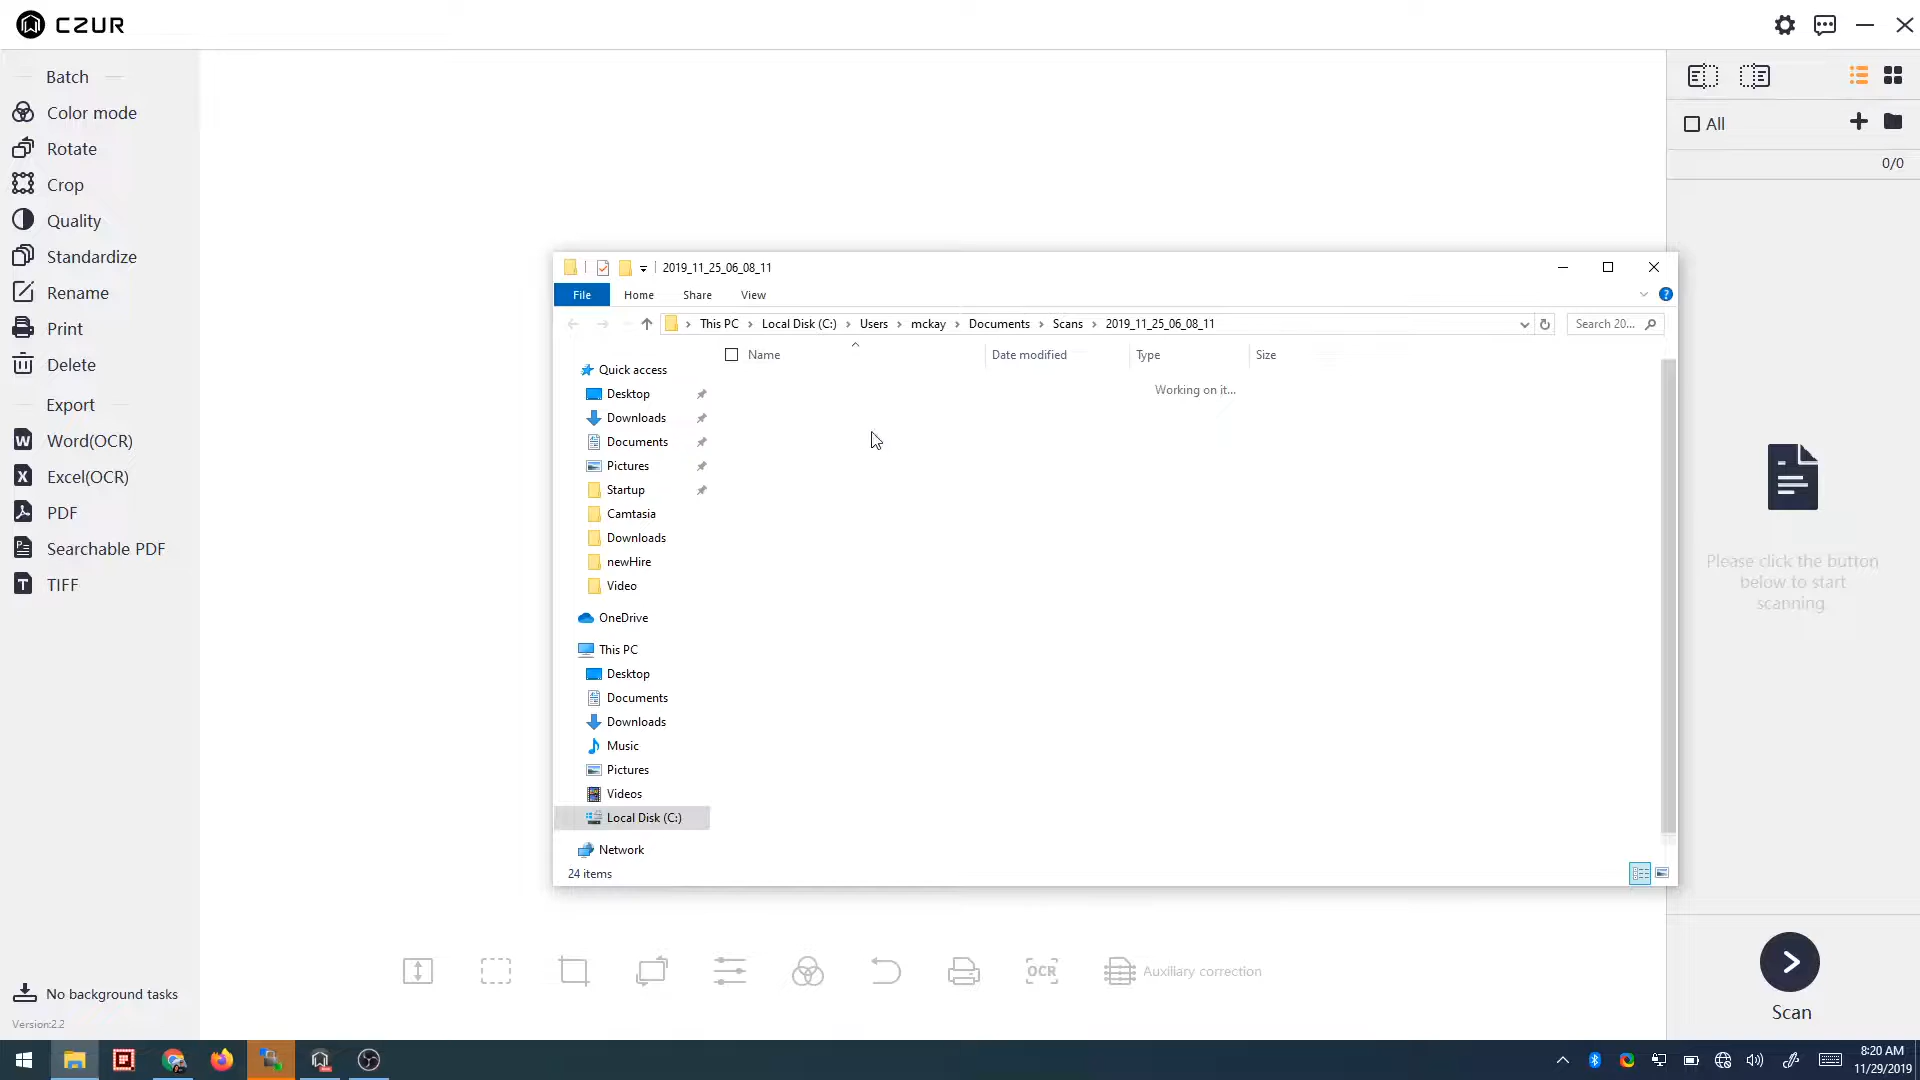 CZUR
Batch
Color mode
Rotate
Crop
Quality
Standardize
Rename
Print
Delete
Export
Word(OCR)
Excel(OCR)
PDF
Searchable PDF
TIFF
No background tasks
Version:2.2
2019_11_25_06_08_11
File Home Share View
This PC Local Disk (C:) Users mckay Documents Scans 2019_11_25_06_08_11
Search 20...
Name Date modified Type Size
Working on it...
Quick access
Desktop
Downloads
Documents
Pictures
Startup
Camtasia
Downloads
newHire
Video
OneDrive
This PC
Desktop
Documents
Downloads
Music
Pictures
Videos
Local Disk (C:)
Network
24 items
OCR
Auxiliary correction
All
0/0
Please click the button
below to start
scanning
Scan
8:20 AM
11/29/2019